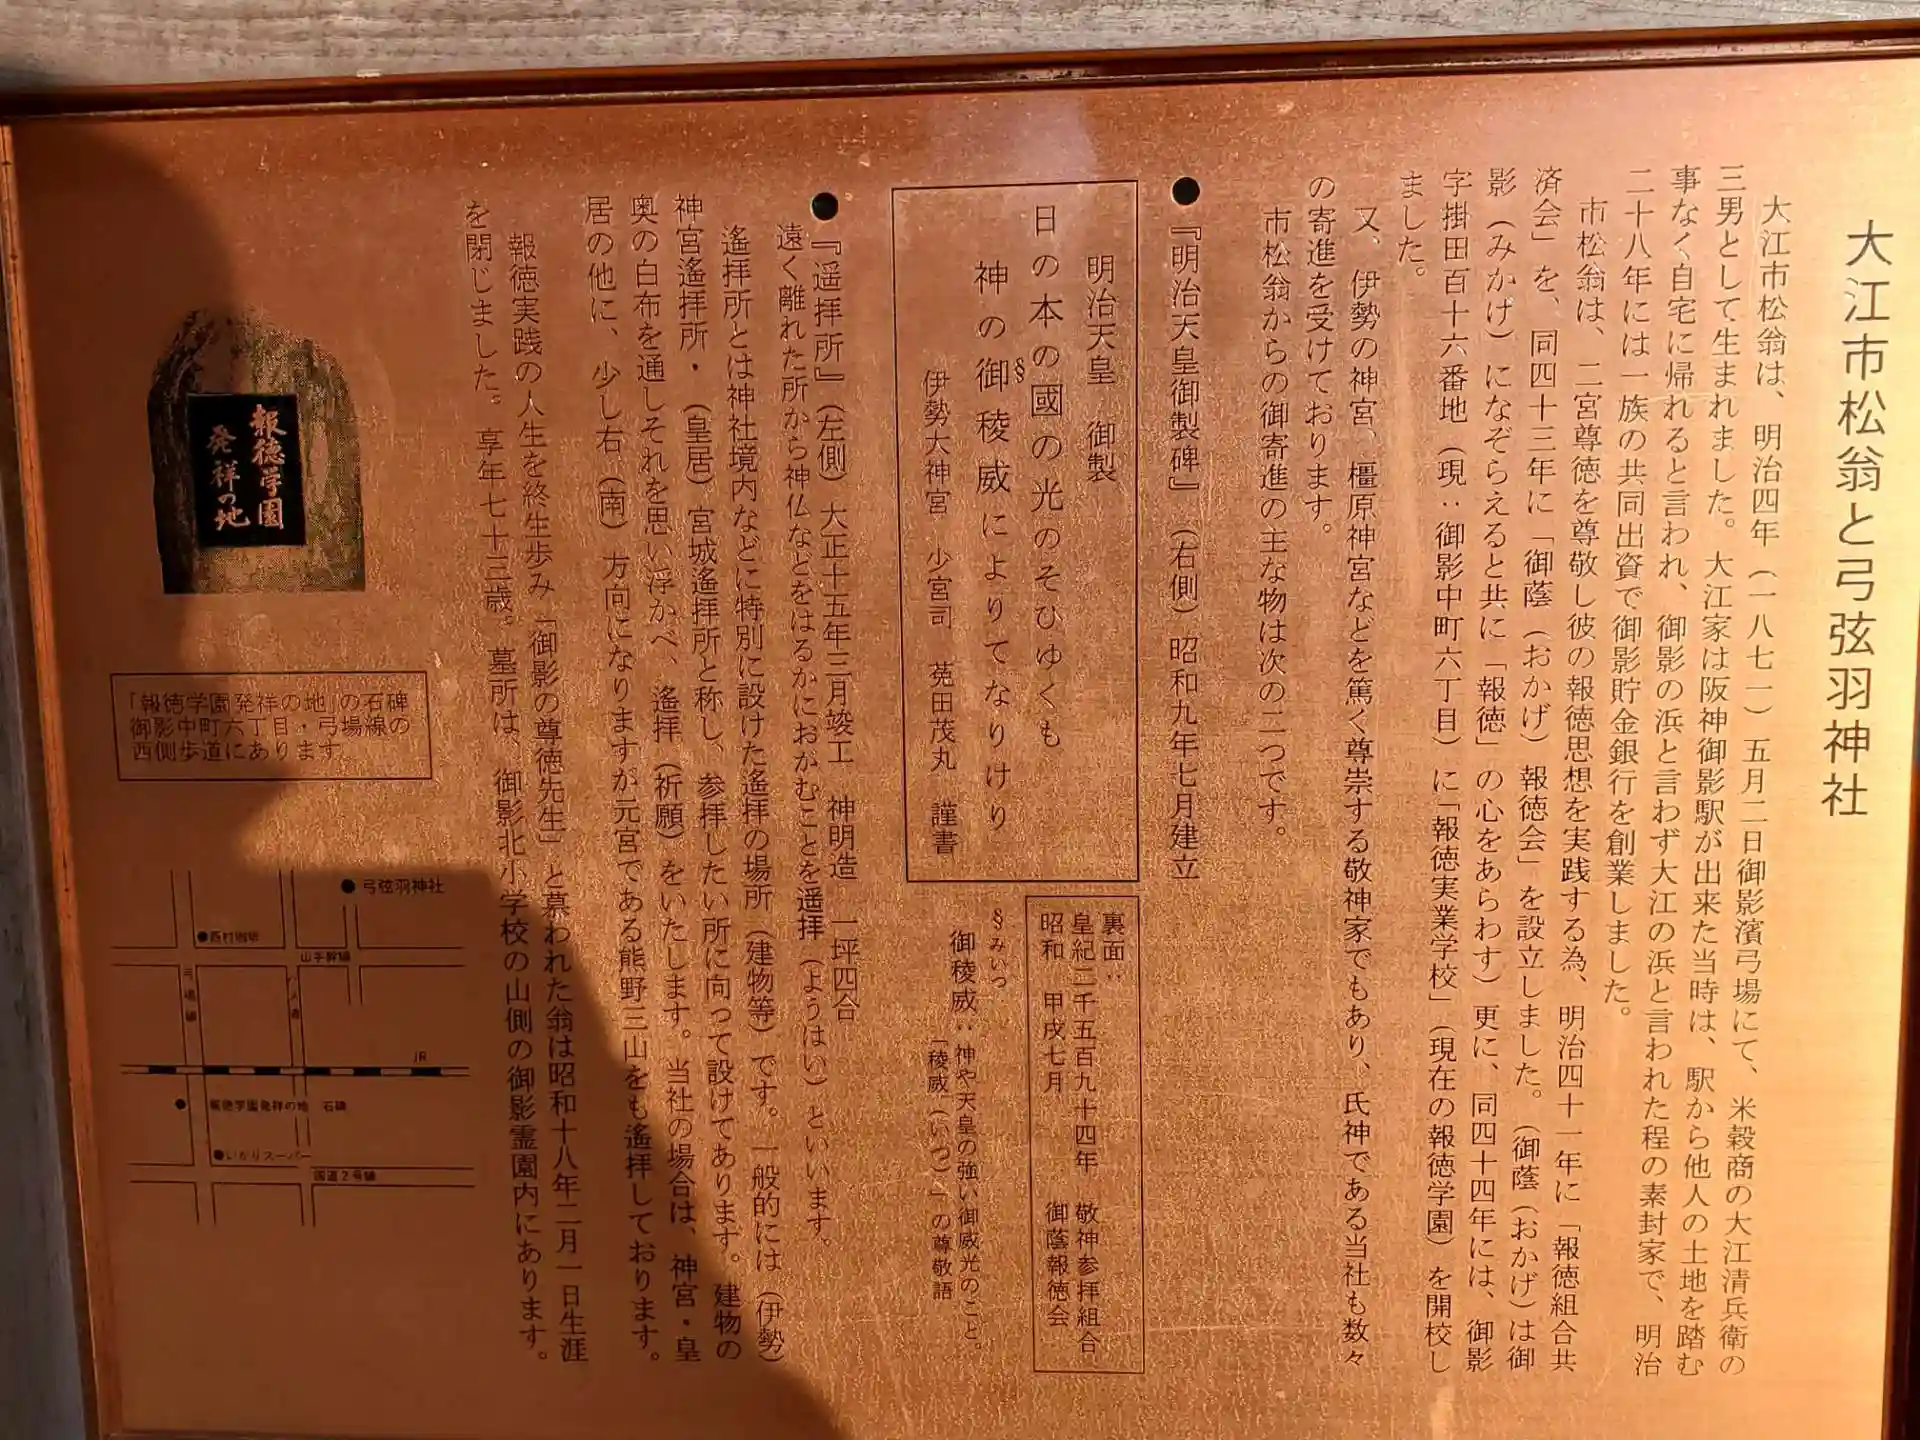 大江市松翁と弓弦羽神社
大江市松翁は、明治四年（一八七一）五月二日御影濱弓場にて、米穀商の大江清兵衛の
三男として生まれました。大江家は阪神御影駅が出来た当時は、駅から他人の土地を踏む
事なく自宅に帰れると言われ、御影の浜と言わず大江の浜と言われた程の素封家で、明治
二十八年には一族の共同出資で御影貯金銀行を創業しました。
市松翁は、二宮尊徳を尊敬し彼の報徳思想を実践する為、明治四十一年に「報徳組合共
済会」を、同四十三年に「御蔭（おかげ）報徳会」を設立しました。（御蔭（おかげ）は御
影（みかげ）になぞらえると共に「報徳」の心をあらわす）更に、同四十四年には、御影
字掛田百十六番地（現：御影中町六丁目）に「報徳実業学校」（現在の報徳学園）を開校し
ました。
又、伊勢の神宮、橿原神宮などを篤く尊崇する敬神家でもあり、氏神である当社も数々
の寄進を受けております。
市松翁からの御寄進の主な物は次の二つです。
●『明治天皇御製碑』（右側）昭和九年七月建立
明治天皇 御製
日の本の國の光のそひゆくも
神の御§稜威によりてなりけり
伊勢大神宮 少宮司 菟田茂丸 謹書
裏面：
皇紀二千五百九十四年 敬神参拝組合
昭和 甲戌七月 御蔭報徳会
§みいつ
御稜威：神や天皇の強い御威光のこと。
「稜威（いつ）」の尊敬語
●『遥拝所』（左側）大正十五年三月竣工 神明造 一坪四合
遠く離れた所から神仏などをはるかにおがむことを遥拝（ようはい）といいます。
遙拝所とは神社境内などに特別に設けた遙拝の場所（建物等）です。一般的には（伊勢）
神宮遙拝所・（皇居）宮城遙拝所と称し、参拝したい所に向って設けてあります。建物の
奥の白布を通しそれを思い浮かべ、遙拝（祈願）をいたします。当社の場合は、神宮・皇
居の他に、少し右（南）方向になりますが元宮である熊野三山をも遙拝しております。
報徳実践の人生を終生歩み「御影の尊徳先生」と慕われた翁は昭和十八年二月一日生涯
を閉じました。享年七十三歳。墓所は、御影北小学校の山側の御影霊園内にあります。
報徳学園
発祥の地
「報徳学園発祥の地」の石碑
御影中町六丁目・弓場線の
西側歩道にあります。
●弓弦羽神社
山手幹線
弓場線
JR
●報徳学園発祥の地 石碑
●いかりスーパー
国道2号線